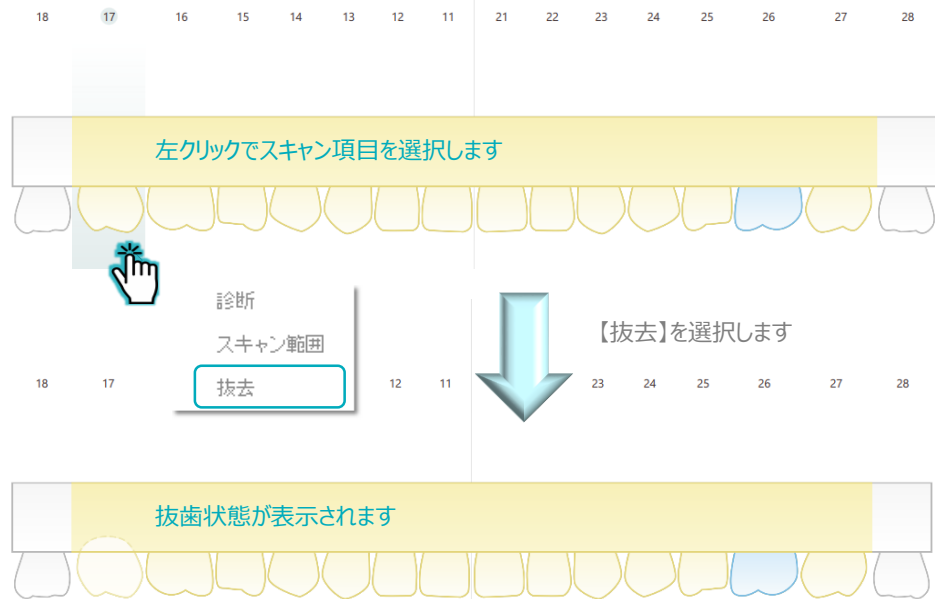 18 17 16 15 14 13 12 11 21 22 23 24 25 26 27 28
左クリックでスキャン項目を選択します
診断
スキャン範囲
抜去
【抜去】を選択します
18 17 12 11 23 24 25 26 27 28
抜歯状態が表示されます